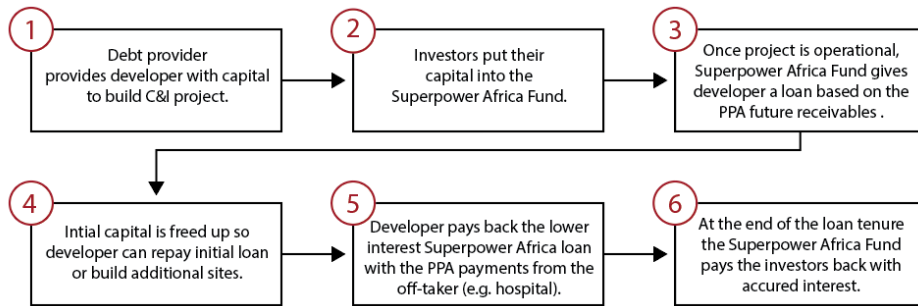 1
Debt provider
provides developer with capital
to build C&I project.
2
Investors put their
capital into the
Superpower Africa Fund.
3
Once project is operational,
Superpower Africa Fund gives
developer a loan based on the
PPA future receivables .
4
Intial capital is freed up so
developer can repay initial loan
or build additional sites.
5
Developer pays back the lower
interest Superpower Africa loan
with the PPA payments from the
off-taker (e.g. hospital).
6
At the end of the loan tenure
the Superpower Africa Fund
pays the investors back with
accured interest.